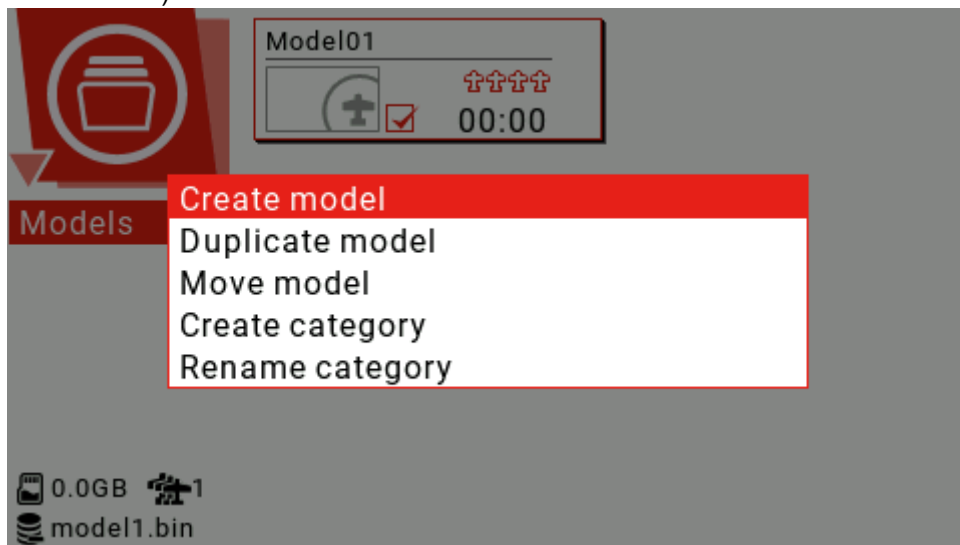 Model01
00:00
Models
Create model
Duplicate model
Move model
Create category
Rename category
0.0GB 1
model1.bin